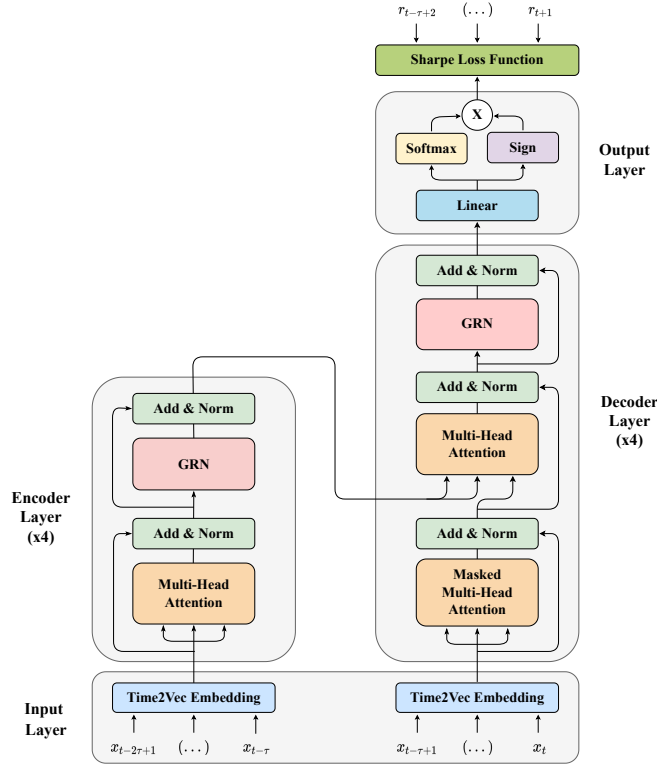 r_{t-τ+2} (...) r_{t+1}
Sharpe Loss Function
X
Softmax
Sign
Output
Layer
Linear
Add & Norm
GRN
Add & Norm
Multi-Head
Attention
Decoder
Layer
(x4)
Add & Norm
Masked
Multi-Head
Attention
Add & Norm
GRN
Encoder
Layer
(x4)
Add & Norm
Multi-Head
Attention
Input
Layer
Time2Vec Embedding
x_{t-2τ+1} (...) x_{t-τ}
Time2Vec Embedding
x_{t-τ+1} (...) x_t